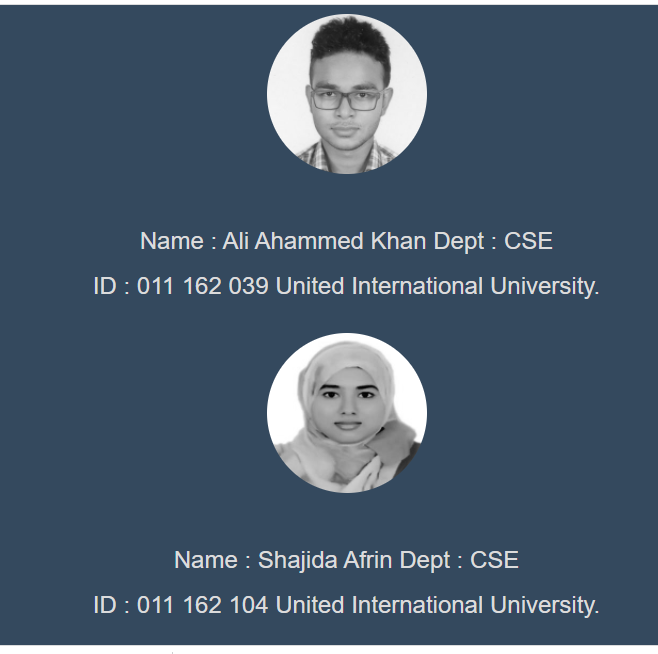 Name : Ali Ahammed Khan Dept : CSE
ID : 011 162 039 United International University.
Name : Shajida Afrin Dept : CSE
ID : 011 162 104 United International University.